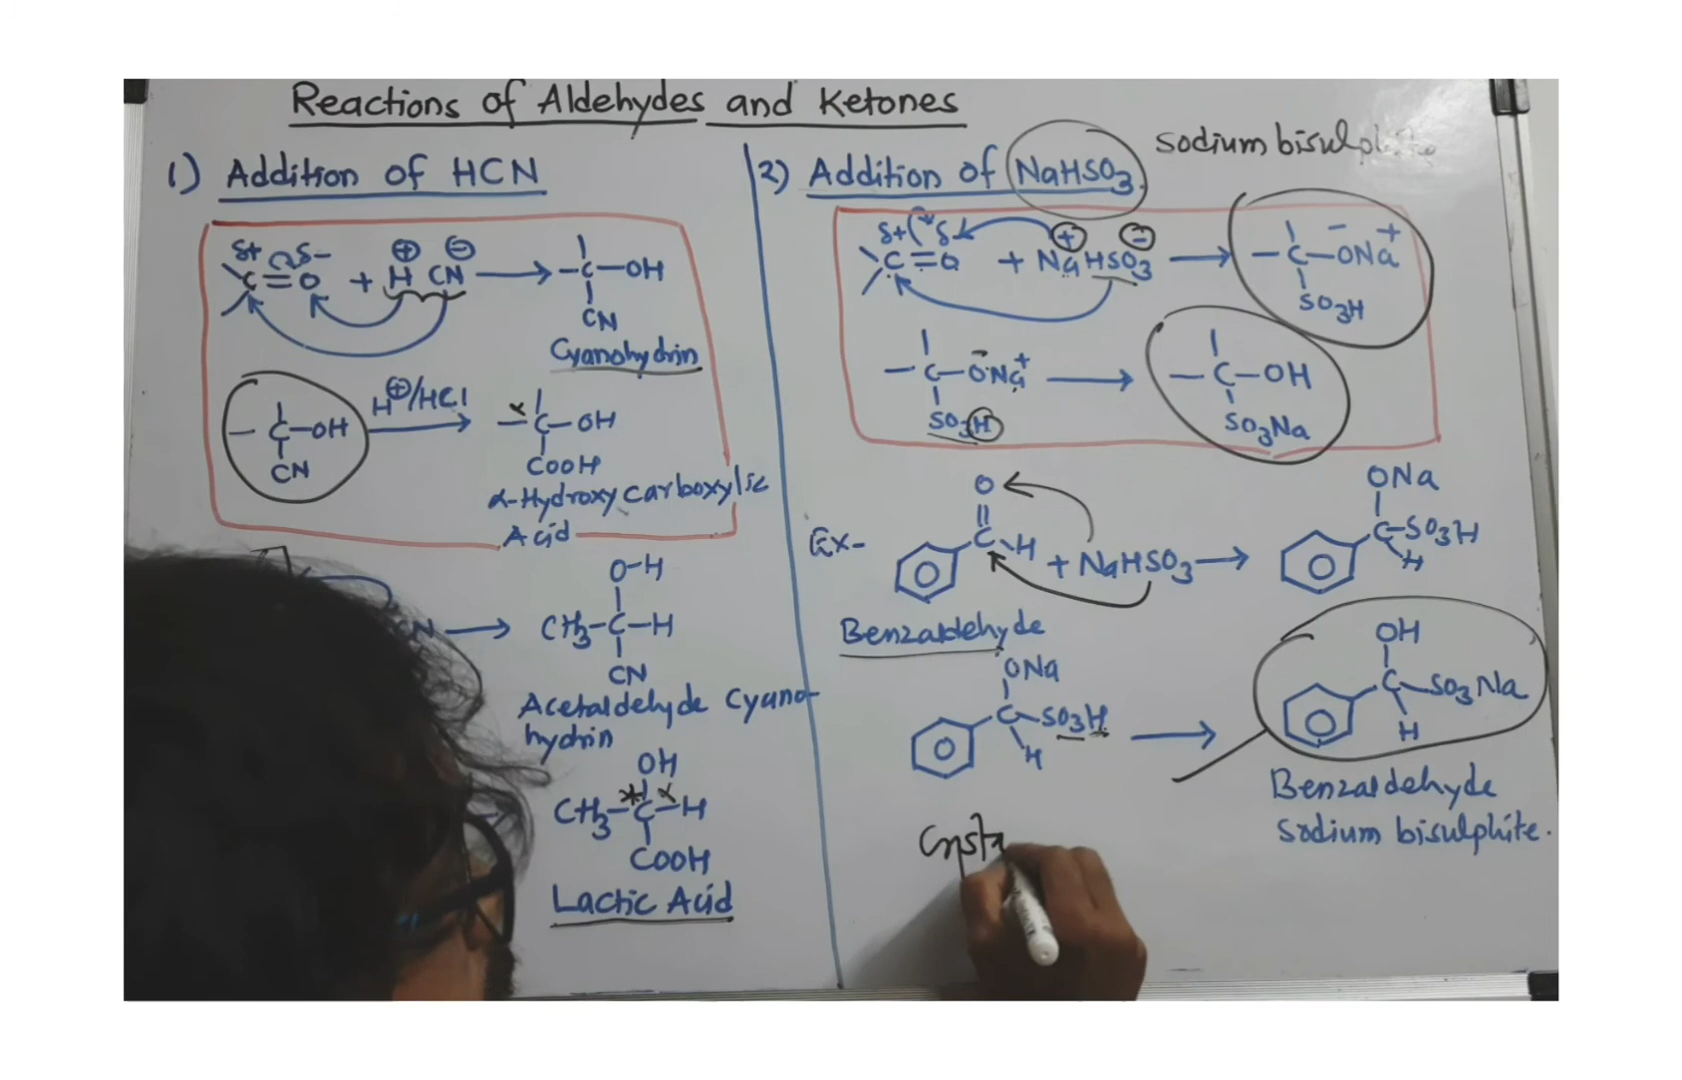 Reactions of Aldehydes and Ketones
1) Addition of HCN
δ+ δ- ⊕ ⊖
C=O + H CN → -C-OH
CN
Cyanohydrin
-C-OH H⊕/HCl → -C-OH
CN COOH
α-Hydroxy carboxylic
Acid
O-H
N → CH3-C-H
CN
Acetaldehyde Cyano-
hydrin
OH
CH3-C-H
COOH
Lactic Acid
Sodium bisulphite
2) Addition of NaHSO3
δ+ δ- ⊕ ⊖ - +
C=O + NaHSO3 → -C-ONa
SO3H
-C-ONa → -C-OH
SO3H SO3Na
O ONa
Ex- C H + NaHSO3 → C-SO3H
H
Benzaldehyde
ONa OH
C-SO3H → C-SO3Na
H H
Benzaldehyde
Sodium bisulphite.
Crysta